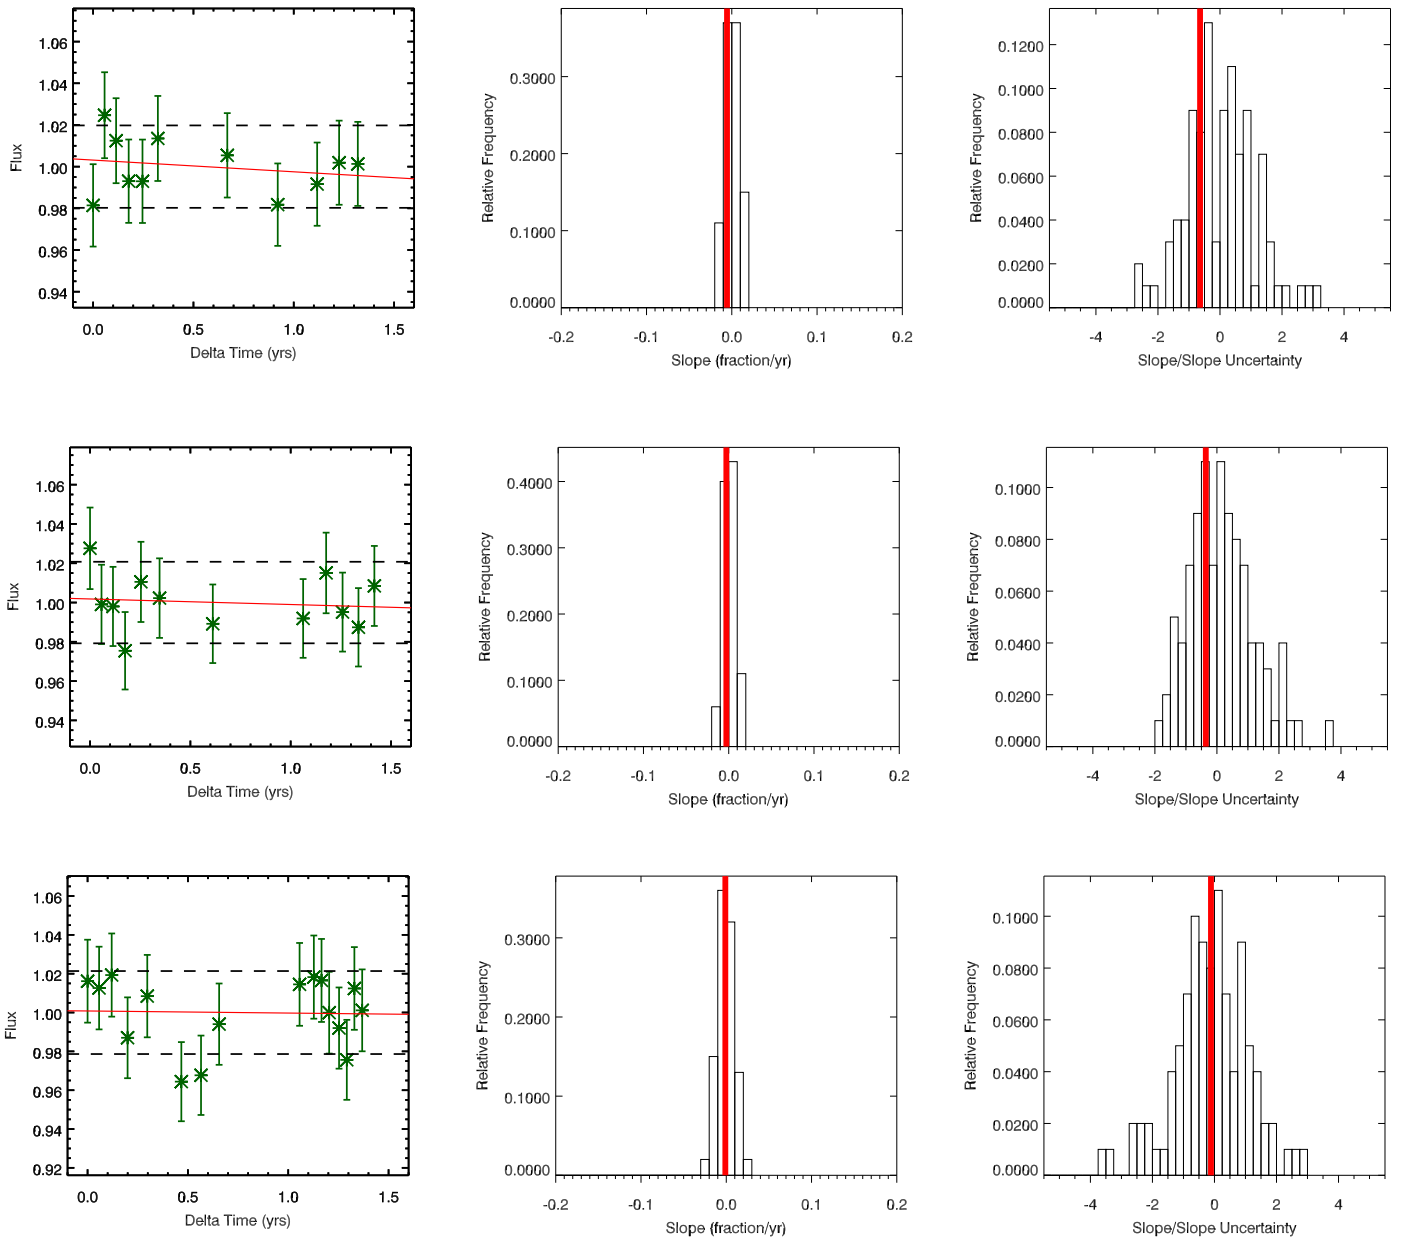 1.06
1.04
1.02
1.00
0.98
0.96
0.94
Flux
0.0 0.5 1.0 1.5
Delta Time (yrs)
0.3000
0.2000
0.1000
0.0000
Relative Frequency
-0.2 -0.1 0.0 0.1 0.2
Slope (fraction/yr)
0.1200
0.1000
0.0800
0.0600
0.0400
0.0200
0.0000
Relative Frequency
-4 -2 0 2 4
Slope/Slope Uncertainty
1.06
1.04
1.02
1.00
0.98
0.96
0.94
Flux
0.0 0.5 1.0 1.5
Delta Time (yrs)
0.4000
0.3000
0.2000
0.1000
0.0000
Relative Frequency
-0.2 -0.1 0.0 0.1 0.2
Slope (fraction/yr)
0.1000
0.0800
0.0600
0.0400
0.0200
0.0000
Relative Frequency
-4 -2 0 2 4
Slope/Slope Uncertainty
1.06
1.04
1.02
1.00
0.98
0.96
0.94
0.92
Flux
0.0 0.5 1.0 1.5
Delta Time (yrs)
0.3000
0.2000
0.1000
0.0000
Relative Frequency
-0.2 -0.1 0.0 0.1 0.2
Slope (fraction/yr)
0.1000
0.0800
0.0600
0.0400
0.0200
0.0000
Relative Frequency
-4 -2 0 2 4
Slope/Slope Uncertainty